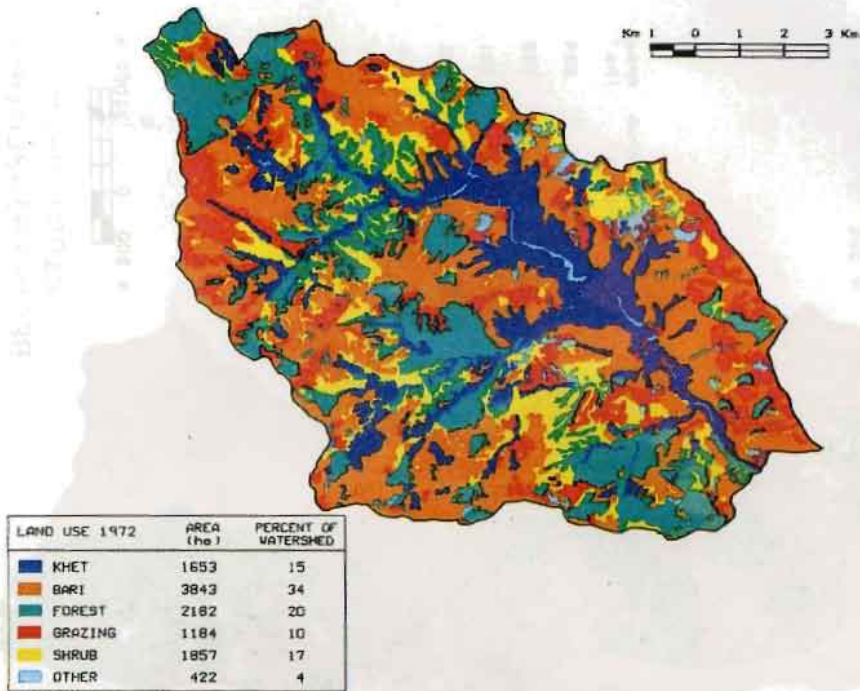 Km 1 0 1 2 3 Km
LAND USE 1972 AREA (ha) PERCENT OF WATERSHED
KHET 1653 15
BARI 3843 34
FOREST 2182 20
GRAZING 1184 10
SHRUB 1857 17
OTHER 422 4